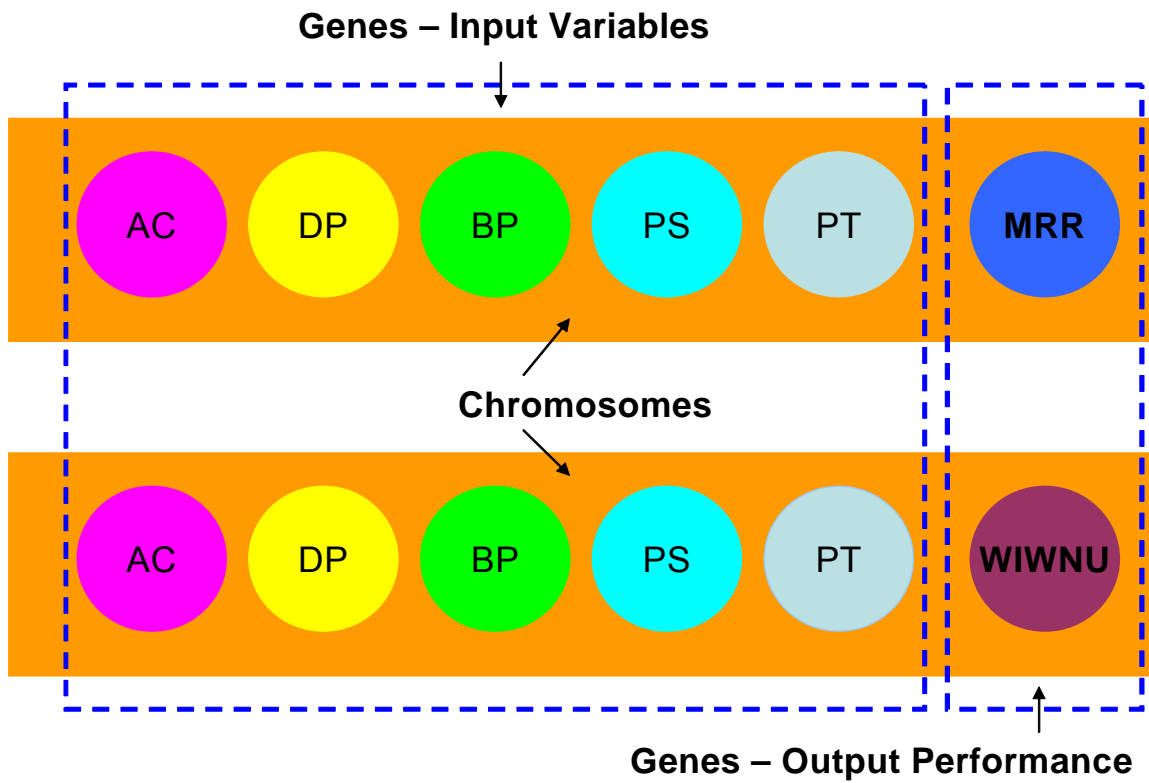 Genes – Input Variables
AC DP BP PS PT MRR
Chromosomes
AC DP BP PS PT WIWNU
Genes – Output Performance